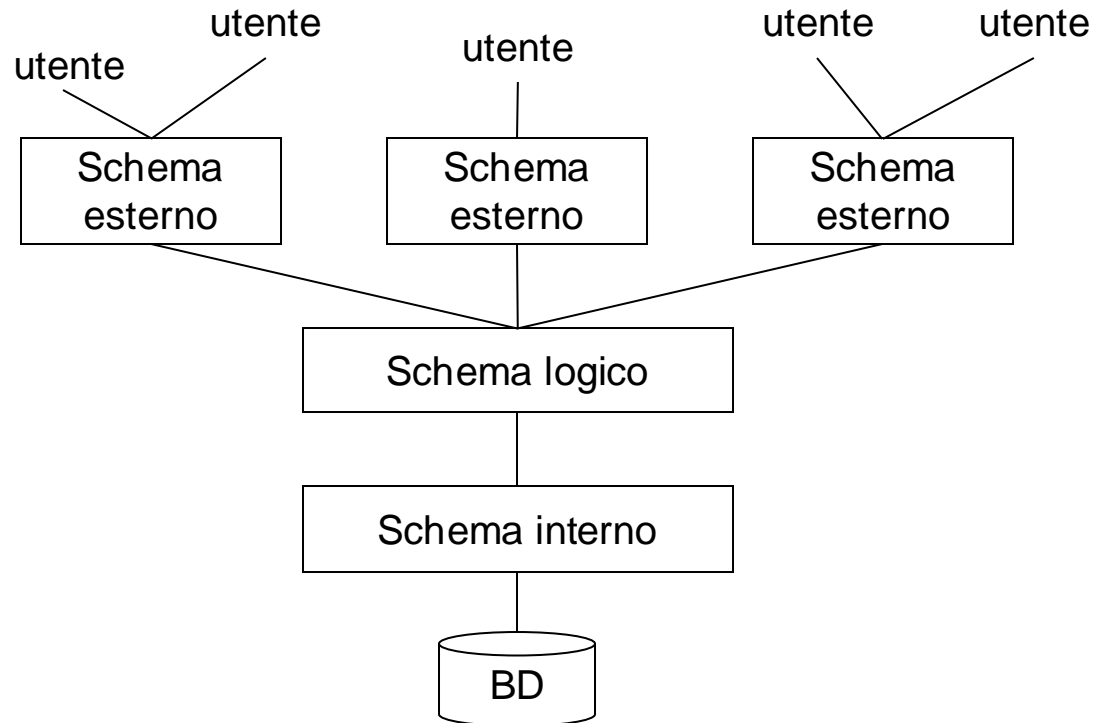 utente
utente
utente
utente
utente
Schema
esterno
Schema
esterno
Schema
esterno
Schema logico
Schema interno
BD